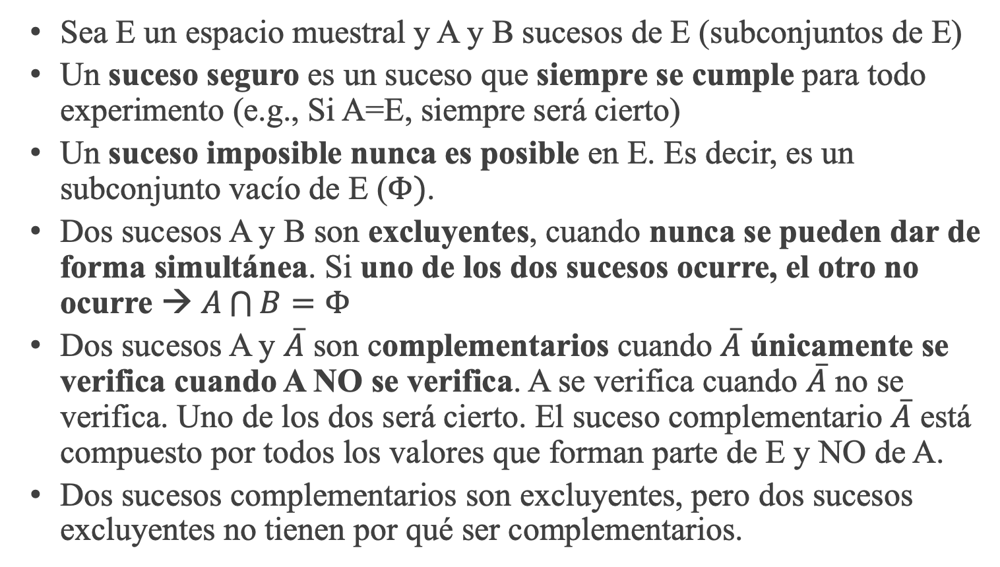 • Sea E un espacio muestral y A y B sucesos de E (subconjuntos de E)
• Un suceso seguro es un suceso que siempre se cumple para todo
experimento (e.g., Si A=E, siempre será cierto)
• Un suceso imposible nunca es posible en E. Es decir, es un
subconjunto vacío de E (Φ).
• Dos sucesos A y B son excluyentes, cuando nunca se pueden dar de
forma simultánea. Si uno de los dos sucesos ocurre, el otro no
ocurre → A ∩ B = Φ
• Dos sucesos A y Ā son complementarios cuando Ā únicamente se
verifica cuando A NO se verifica. A se verifica cuando Ā no se
verifica. Uno de los dos será cierto. El suceso complementario Ā está
compuesto por todos los valores que forman parte de E y NO de A.
• Dos sucesos complementarios son excluyentes, pero dos sucesos
excluyentes no tienen por qué ser complementarios.